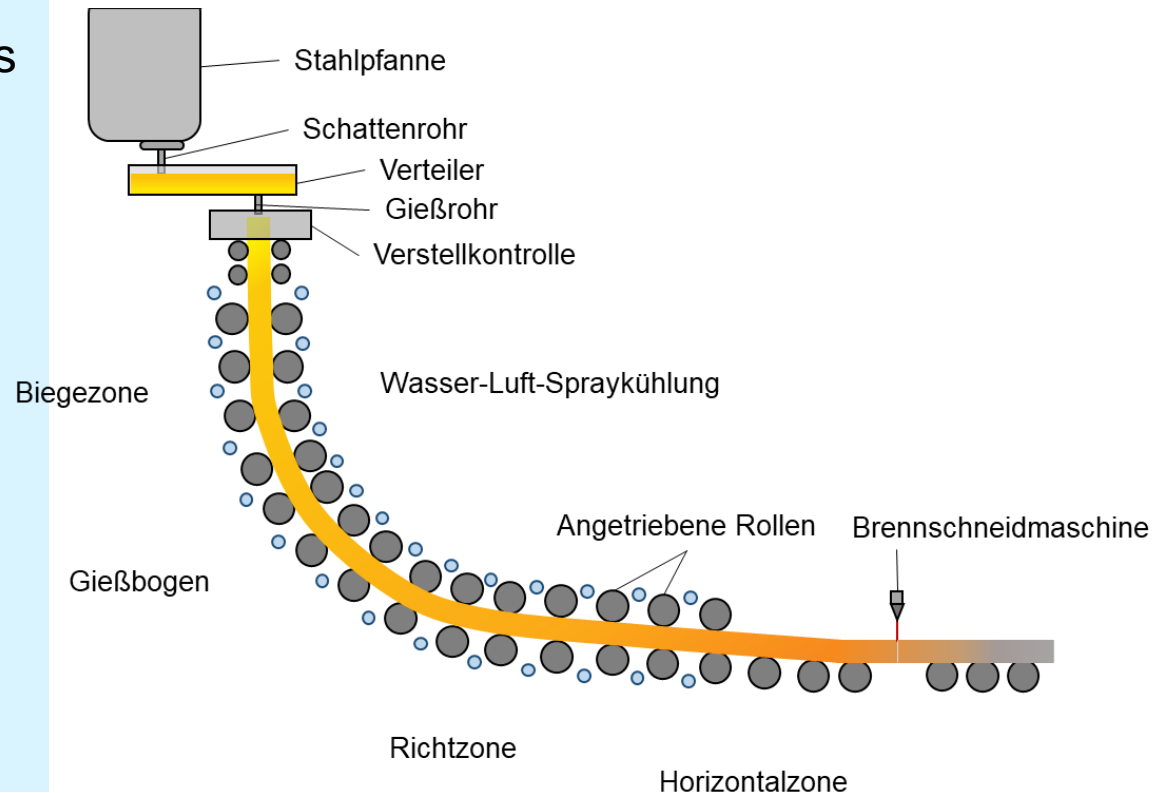 s
Stahlpfanne
Schattenrohr
Verteiler
Gießrohr
Verstellkontrolle
Wasser-Luft-Spraykühlung
Biegezone
Angetriebene Rollen
Brennschneidmaschine
Gießbogen
Richtzone
Horizontalzone